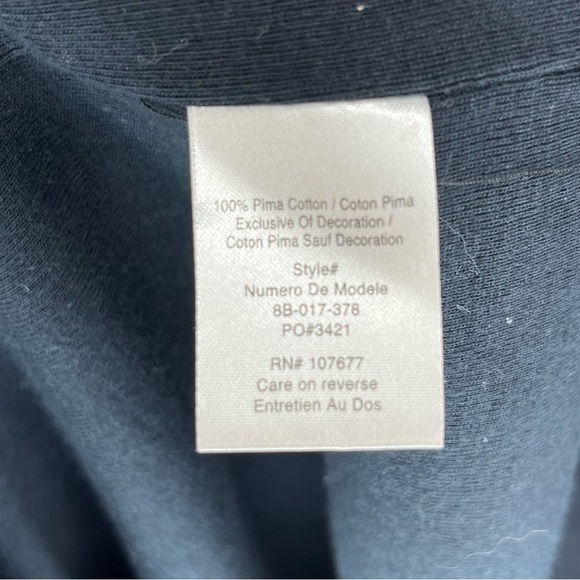 100% Pima Cotton / Coton Pima
Exclusive Of Decoration /
Coton Pima Sauf Decoration
Style#
Numero De Modele
8B-017-378
PO#3421
RN# 107677
Care on reverse
Entretien Au Dos